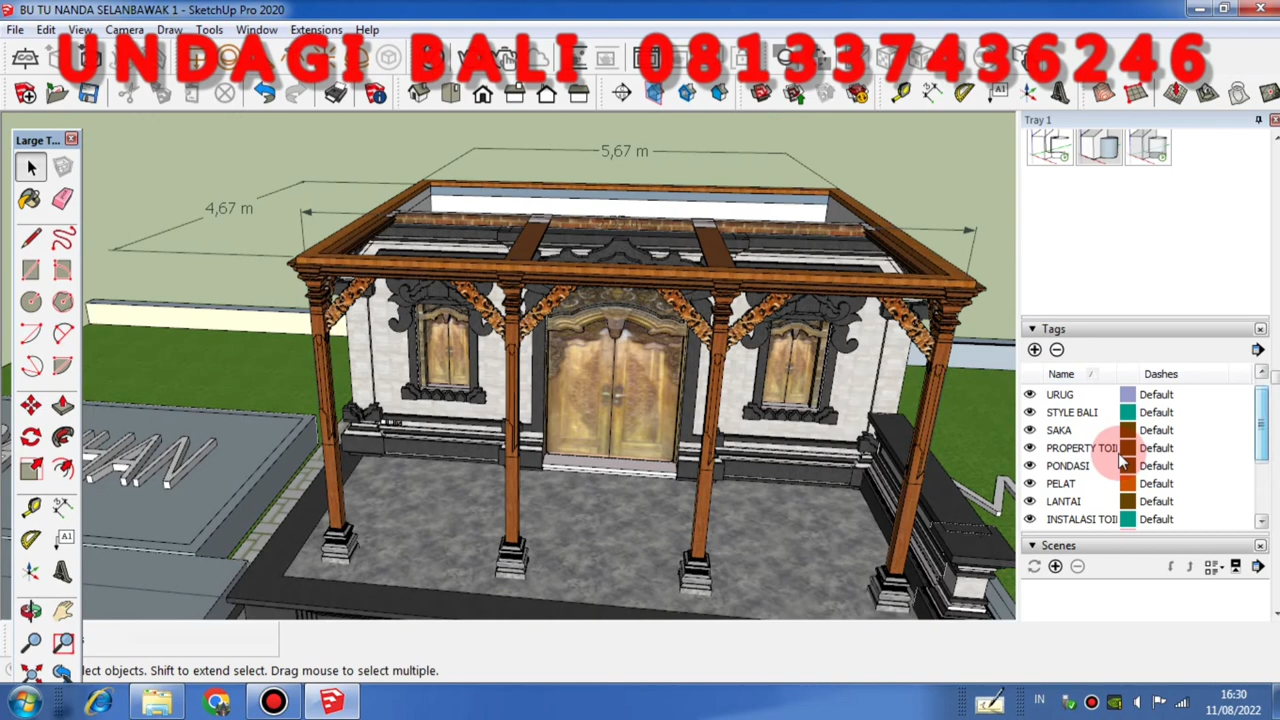 BU TU NANDA SELANBAWAK 1 - SketchUp Pro 2020
File Edit View Camera Draw Tools Window Extensions Help
UNDAGI BALI 081337436246
Large T...
Tray 1
5,67 m
4,67 m
Tags
Name Dashes
URUG Default
STYLE BALI Default
SAKA Default
PROPERTY TOI Default
PONDASI Default
PELAT Default
LANTAI Default
INSTALASI TOI Default
Scenes
lect objects. Shift to extend select. Drag mouse to select multiple.
IN
16:30
11/08/2022